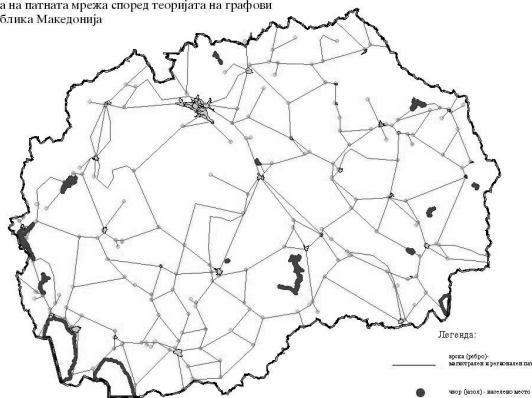 а на патната мрежа според теоријата на графови
блика Македонија
Легенда:
врска (ребро)-
магистрален и регионален пат
чвор (јазол) - населено место